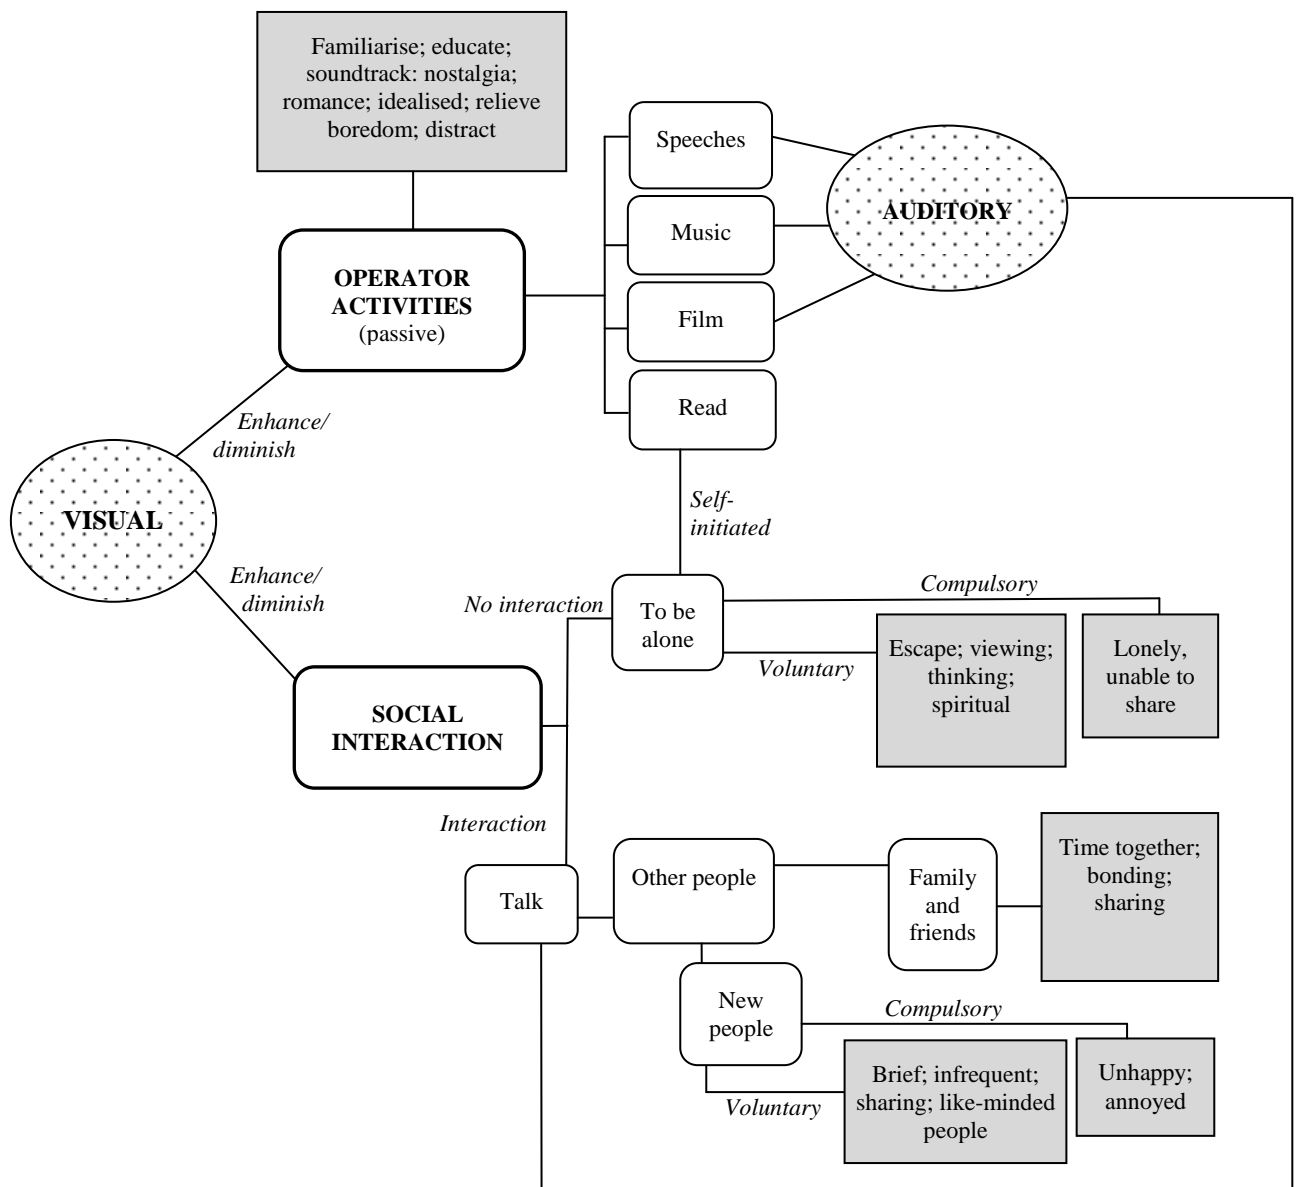 Familiarise; educate;
soundtrack: nostalgia;
romance; idealised; relieve
boredom; distract
Speeches
AUDITORY
Music
OPERATOR
ACTIVITIES
(passive)
Film
Read
Enhance/
diminish
VISUAL
Self-
initiated
Enhance/
diminish
No interaction
To be
alone
Compulsory
Voluntary
Escape; viewing;
thinking;
spiritual
Lonely,
unable to
share
SOCIAL
INTERACTION
Interaction
Talk
Other people
Family
and
friends
Time together;
bonding;
sharing
New
people
Compulsory
Voluntary
Brief; infrequent;
sharing; like-minded
people
Unhappy;
annoyed